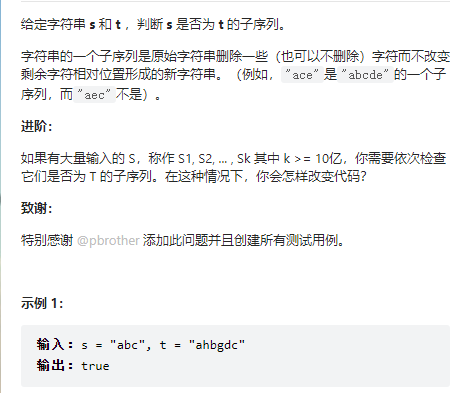 给定字符串 s 和 t ，判断 s 是否为 t 的子序列。
字符串的一个子序列是原始字符串删除一些（也可以不删除）字符而不改变
剩余字符相对位置形成的新字符串。（例如，"ace"是"abcde"的一个子
序列，而"aec"不是）。
进阶：
如果有大量输入的 S，称作 S1, S2, ... , Sk 其中 k >= 10亿，你需要依次检查
它们是否为 T 的子序列。在这种情况下，你会怎样改变代码？
致谢：
特别感谢 @pbrother 添加此问题并且创建所有测试用例。
示例 1：
输入：s = "abc", t = "ahbgdc"
输出：true